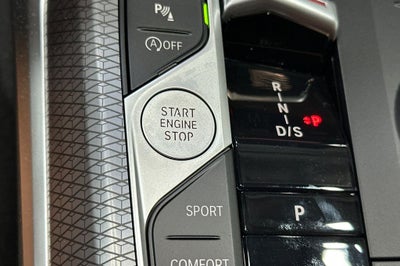 P
A OFF
START
ENGINE
STOP
R
N
D/S
P
P
SPORT
COMFORT